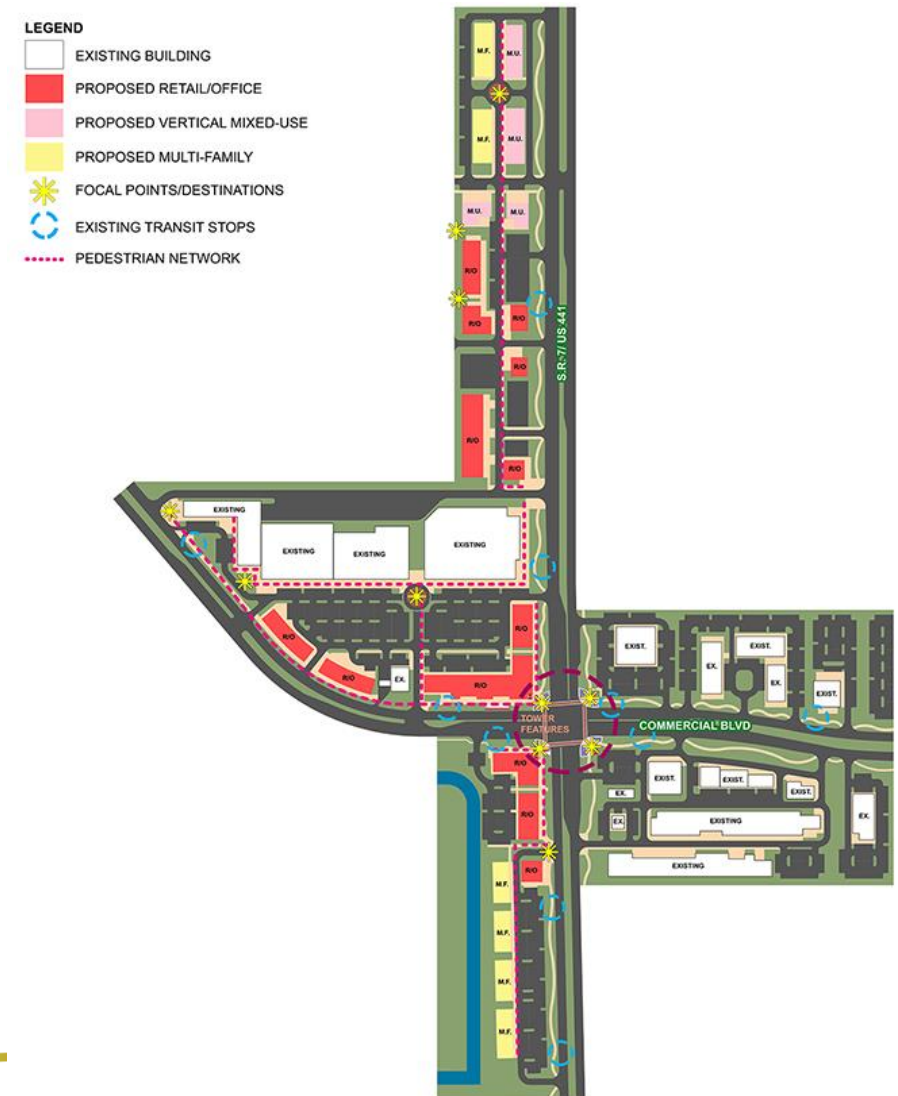 LEGEND
EXISTING BUILDING
PROPOSED RETAIL/OFFICE
PROPOSED VERTICAL MIXED-USE
PROPOSED MULTI-FAMILY
FOCAL POINTS/DESTINATIONS
EXISTING TRANSIT STOPS
PEDESTRIAN NETWORK
M.F.
M.U.
M.F.
M.U.
M.U.
M.U.
R/O
R/O
R/O
S.R. 7/ US 441
R/O
R/O
R/O
EXISTING
EXISTING
EXISTING
EXISTING
R/O
R/O
R/O
EX.
R/O
EXIST.
EX.
EXIST.
EX.
EXIST.
TOWER
FEATURES
COMMERCIAL BLVD
R/O
R/O
R/O
EX.
EXIST.
EXIST.
EXIST.
EX.
EXISTING
EX.
EXISTING
M.F.
M.F.
M.F.
M.F.